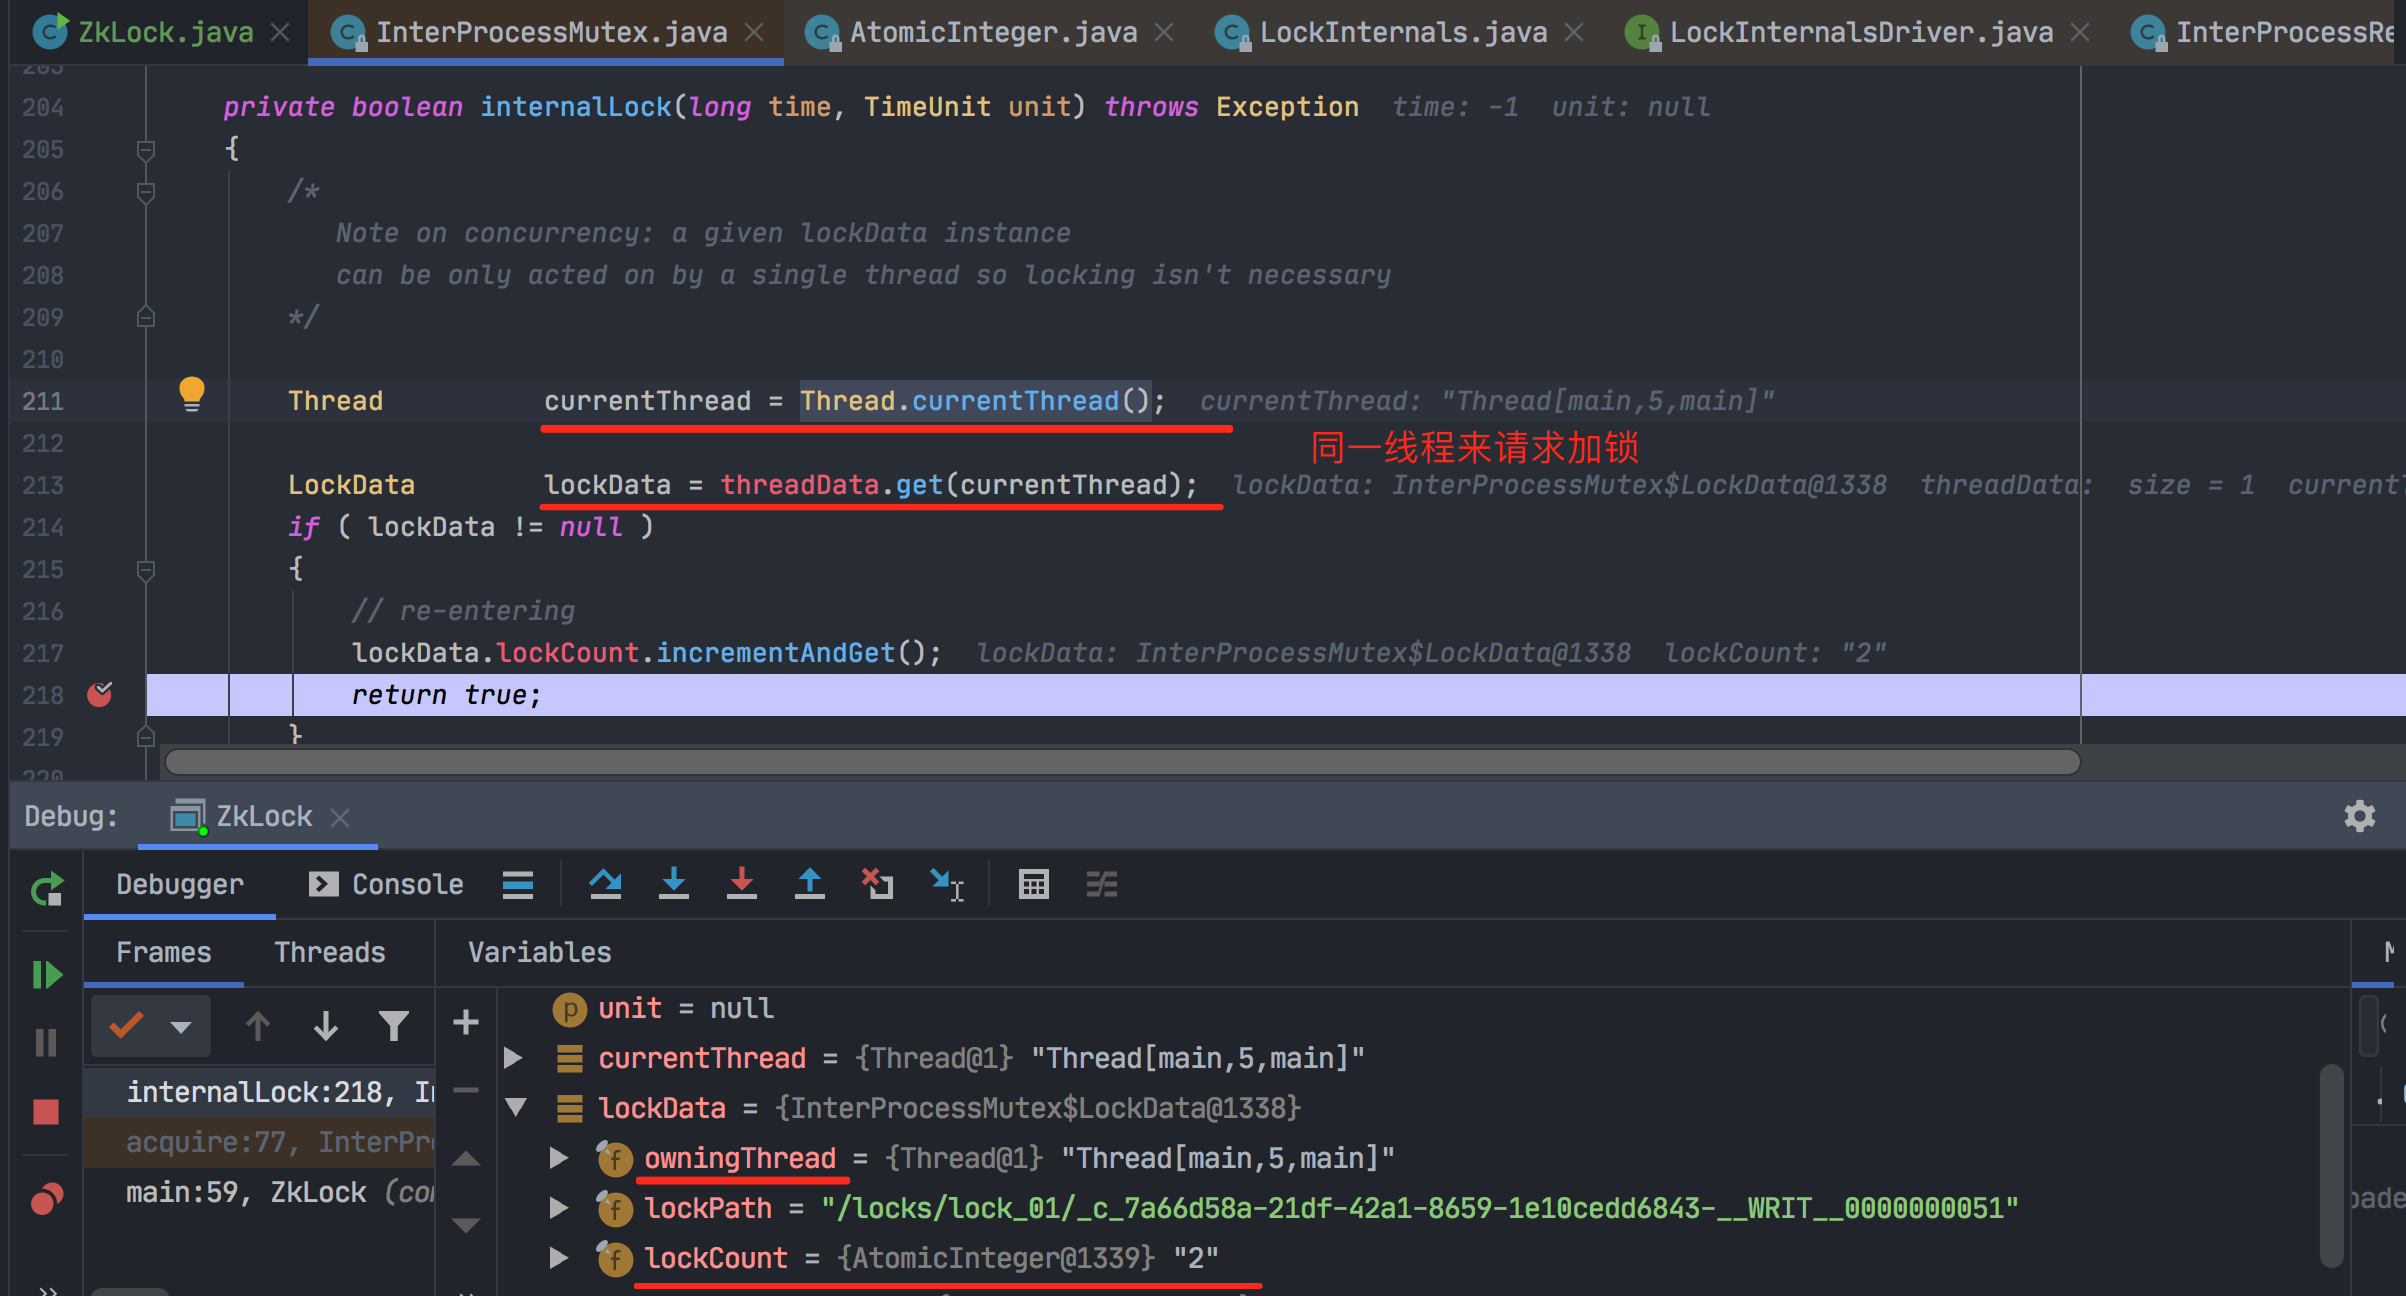 ZkLock.java InterProcessMutex.java AtomicInteger.java LockInternals.java LockInternalsDriver.java InterProcessRe
203
204 private boolean internalLock(long time, TimeUnit unit) throws Exception time: -1 unit: null
205 {
206 /*
207 Note on concurrency: a given lockData instance
208 can be only acted on by a single thread so locking isn't necessary
209 */
210
211 Thread currentThread = Thread.currentThread(); currentThread: "Thread[main,5,main]"
212 同一线程来请求加锁
213 LockData lockData = threadData.get(currentThread); lockData: InterProcessMutex$LockData@1338 threadData: size = 1 currentT
214 if ( lockData != null )
215 {
216 // re-entering
217 lockData.lockCount.incrementAndGet(); lockData: InterProcessMutex$LockData@1338 lockCount: "2"
218 return true;
219 }
220
Debug: ZkLock
Debugger Console
Frames Threads Variables
unit = null
currentThread = {Thread@1} "Thread[main,5,main]"
internalLock:218, In
lockData = {InterProcessMutex$LockData@1338}
acquire:77, InterPro
owningThread = {Thread@1} "Thread[main,5,main]"
main:59, ZkLock (con
lockPath = "/locks/lock_01/_c_7a66d58a-21df-42a1-8659-1e10cedd6843-__WRIT__0000000051"
lockCount = {AtomicInteger@1339} "2"